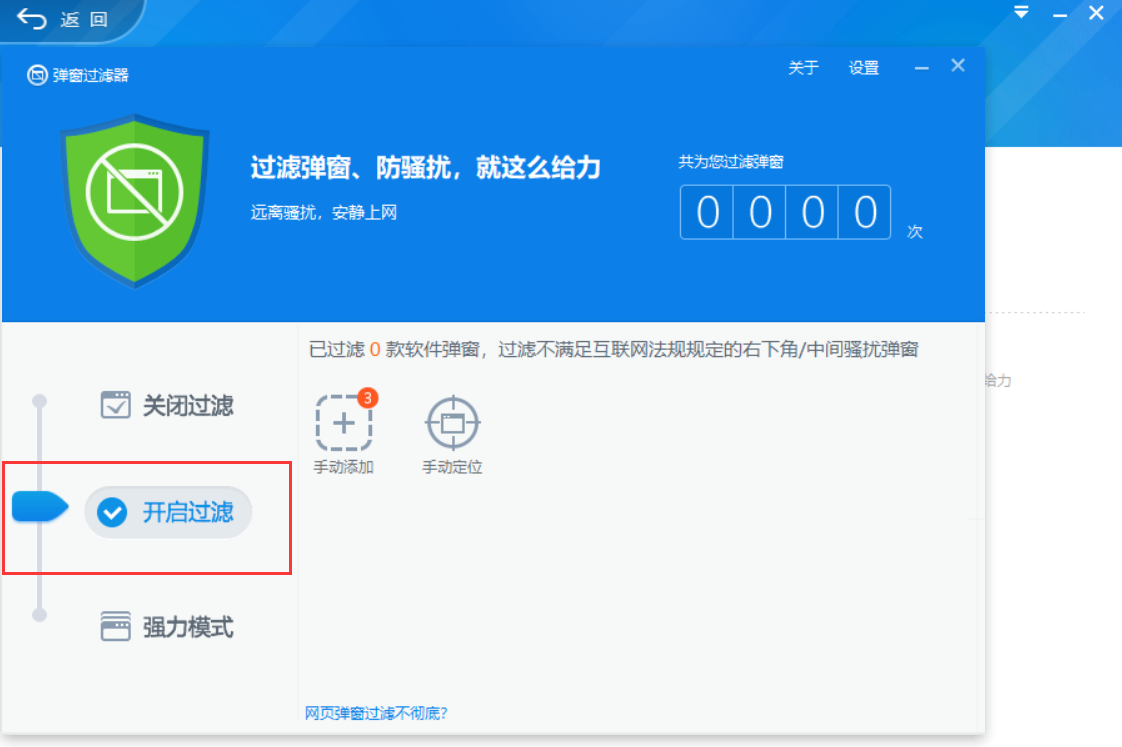 返 回
弹窗过滤器
关于 设置
过滤弹窗、防骚扰，就这么给力
远离骚扰，安静上网
共为您过滤弹窗
0 0 0 0 次
已过滤 0 款软件弹窗，过滤不满足互联网法规规定的右下角/中间骚扰弹窗
给力
关闭过滤
3
手动添加 手动定位
开启过滤
强力模式
网页弹窗过滤不彻底?